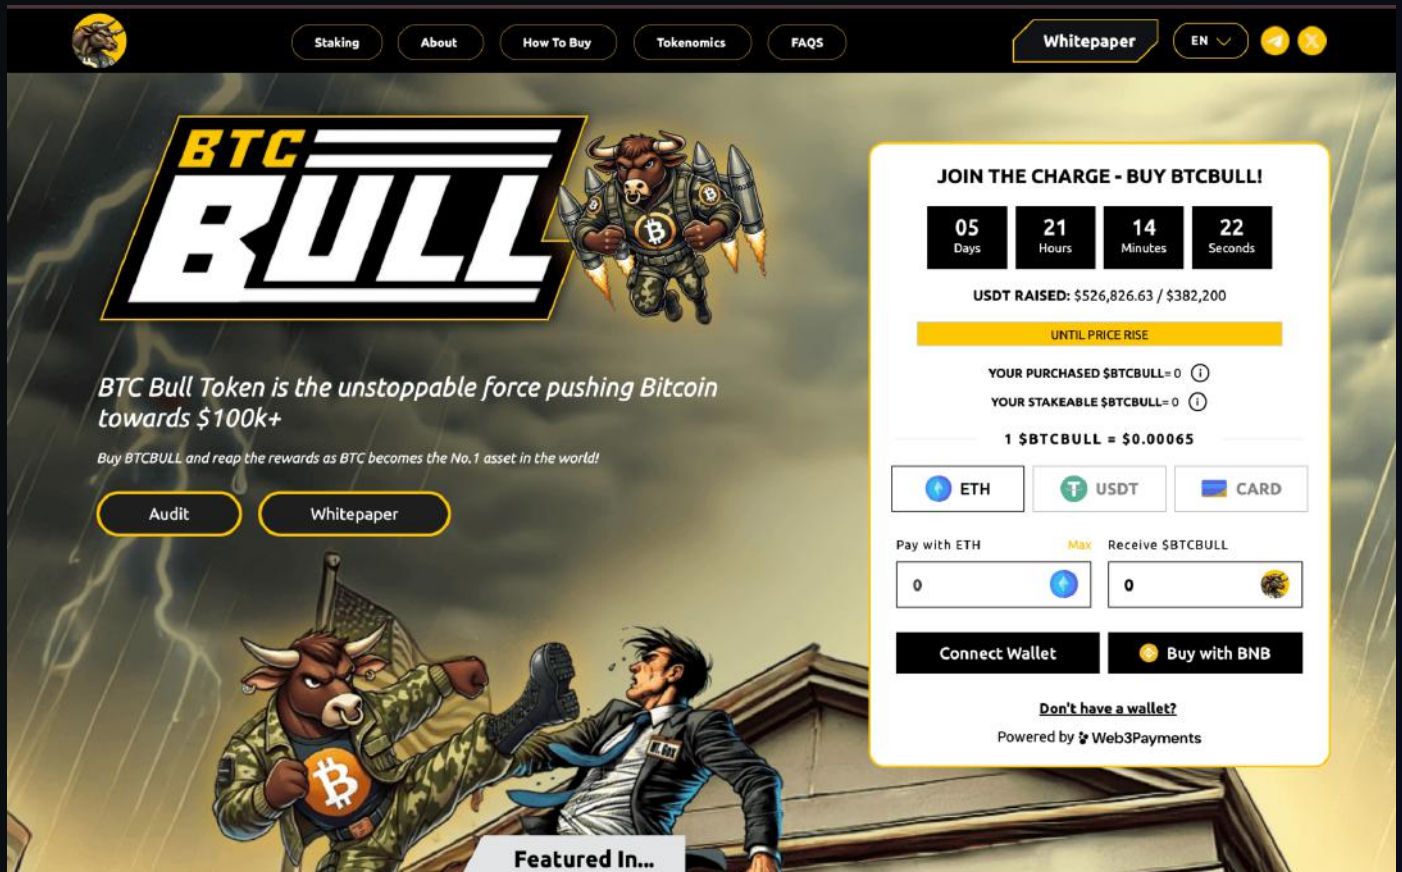 Staking
About
How To Buy
Tokenomics
FAQS
Whitepaper
EN
BTC
BULL
BTC Bull Token is the unstoppable force pushing Bitcoin
towards $100k+
Buy BTCBULL and reap the rewards as BTC becomes the No.1 asset in the world!
Audit
Whitepaper
JOIN THE CHARGE - BUY BTCBULL!
05 21 14 22
Days Hours Minutes Seconds
USDT RAISED: $526,826.63 / $382,200
UNTIL PRICE RISE
YOUR PURCHASED $BTCBULL= 0
YOUR STAKEABLE $BTCBULL= 0
1 $BTCBULL = $0.00065
ETH USDT CARD
Pay with ETH Max Receive $BTCBULL
0 0
Connect Wallet Buy with BNB
Don't have a wallet?
Powered by Web3Payments
Mt. Gox
Featured In...